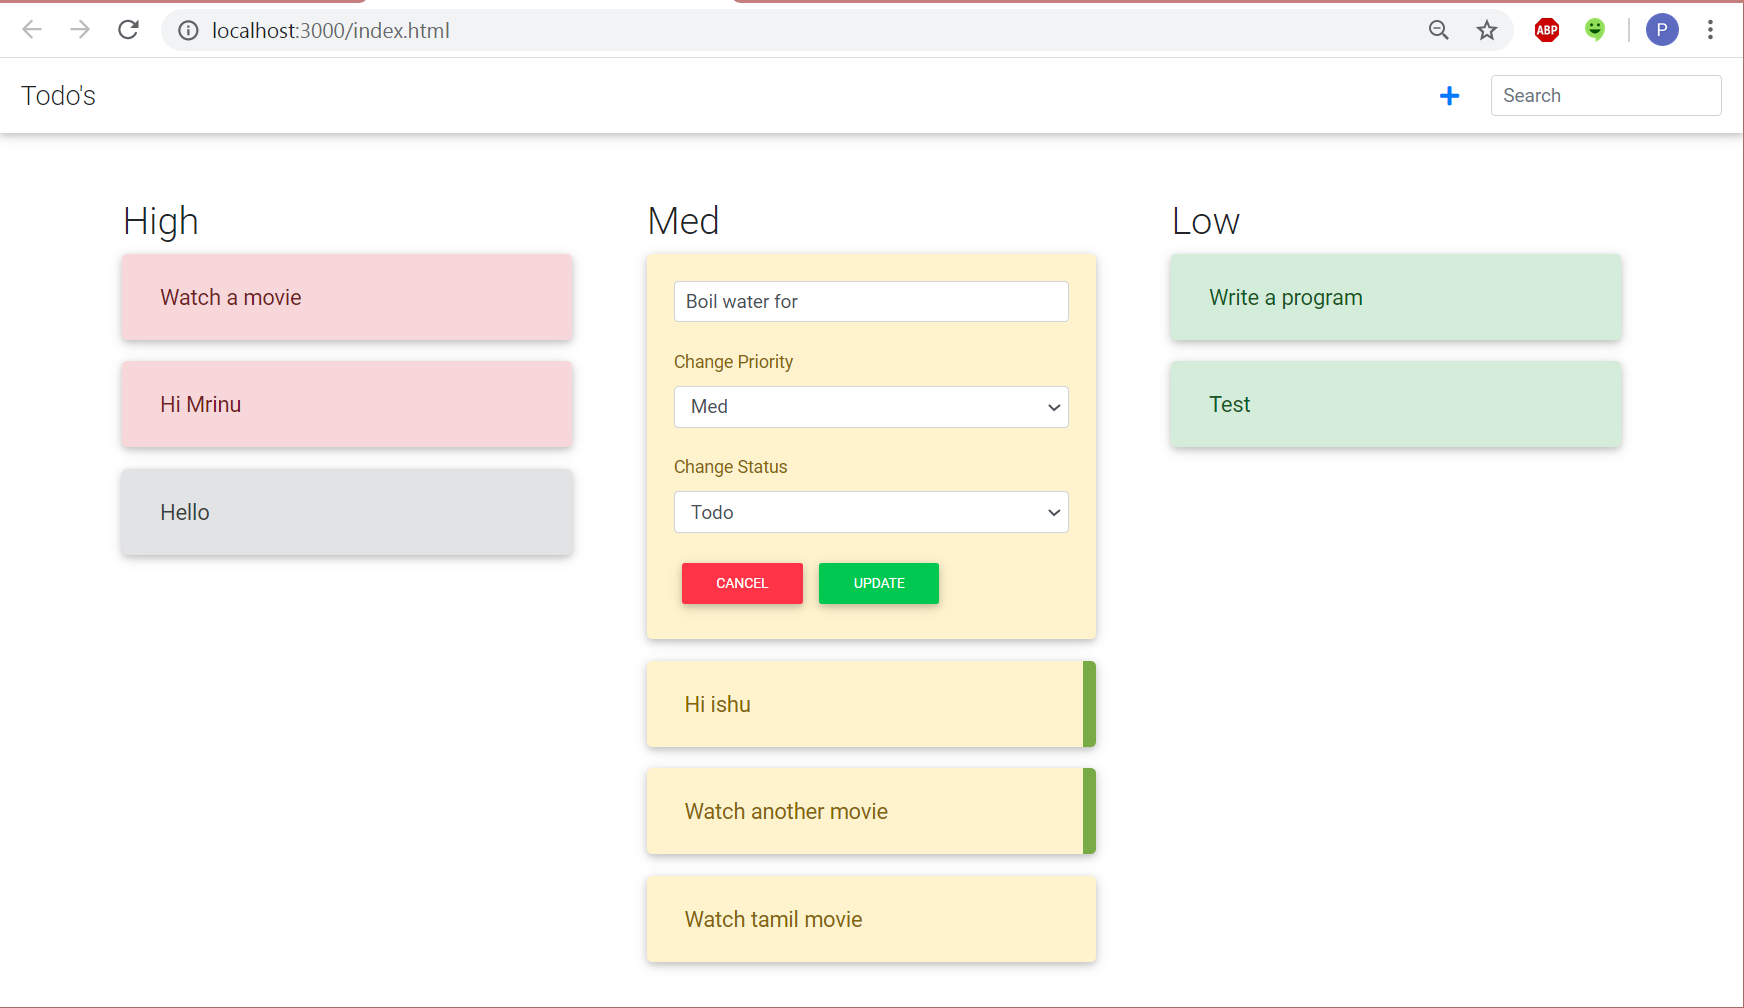 localhost:3000/index.html
ABP
P
Todo's
Search
High
Watch a movie
Hi Mrinu
Hello
Med
Boil water for
Change Priority
Med
Change Status
Todo
CANCEL
UPDATE
Hi ishu
Watch another movie
Watch tamil movie
Low
Write a program
Test